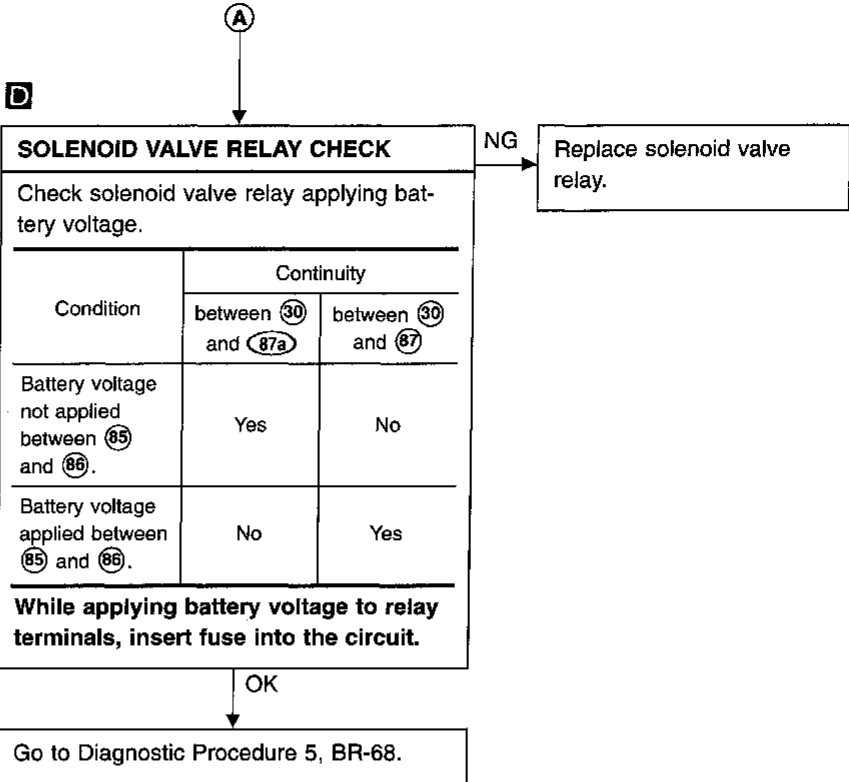 A
D
SOLENOID VALVE RELAY CHECK
NG
Replace solenoid valve
relay.
Check solenoid valve relay applying bat-
tery voltage.
Condition
Continuity
between 30
and 87a
between 30
and 87
Battery voltage
not applied
between 85
and 86.
Yes
No
Battery voltage
applied between
85 and 86.
No
Yes
While applying battery voltage to relay
terminals, insert fuse into the circuit.
OK
Go to Diagnostic Procedure 5, BR-68.